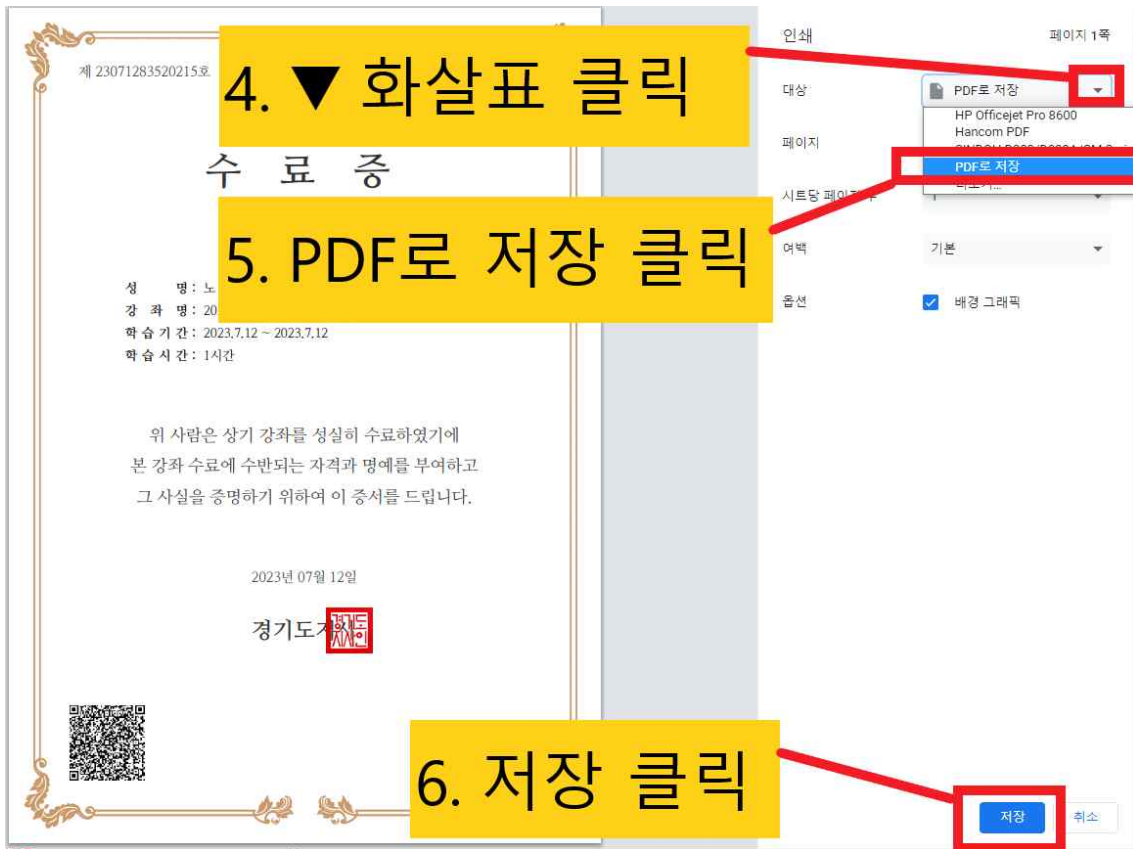 제 23071283520215호
4. ▼ 화살표 클릭
수 료 증
5. PDF로 저장 클릭
성 명 : 노
강 좌 명 : 20
학 습 기 간 : 2023.7.12 ~ 2023.7.12
학 습 시 간 : 1시간
위 사람은 상기 강좌를 성실히 수료하였기에
본 강좌 수료에 수반되는 자격과 명예를 부여하고
그 사실을 증명하기 위하여 이 증서를 드립니다.
2023년 07월 12일
경기도지사
6. 저장 클릭
인쇄 페이지 1쪽
대상 PDF로 저장
HP Officejet Pro 8600
Hancom PDF
페이지
PDF로 저장
시트당 페이지 수 1
여백 기본
옵션 배경 그래픽
저장 취소